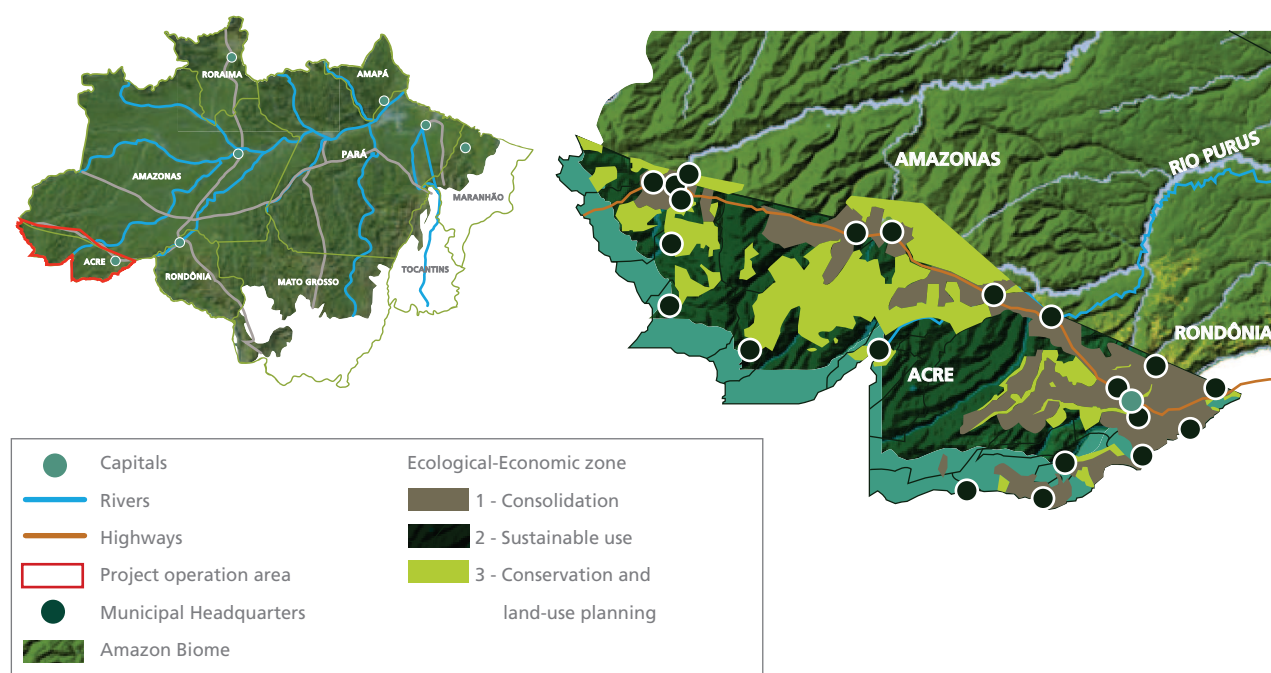 RORAIMA
AMAPÁ
AMAZONAS
PARÁ
MARANHÃO
ACRE
RONDÔNIA
MATO GROSSO
TOCANTINS
AMAZONAS
RIO PURUS
RONDÔNIA
ACRE
Capitals
Rivers
Highways
Project operation area
Municipal Headquarters
Amazon Biome
Ecological-Economic zone
1 - Consolidation
2 - Sustainable use
3 - Conservation and
land-use planning